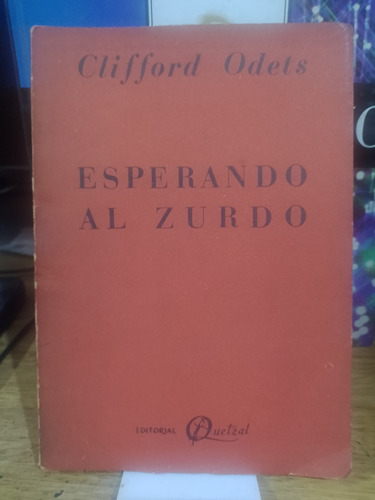 Clifford Odets
ESPERANDO
AL ZURDO
EDITORIAL Quetzal